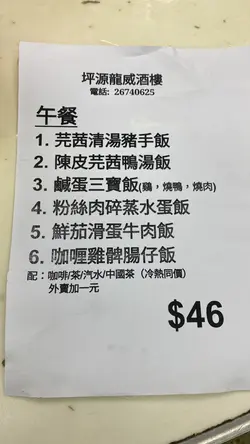 坪源龍威酒樓
電話: 26740625
午餐
1. 芫茜清湯豬手飯
2. 陳皮芫茜鴨湯飯
3. 鹹蛋三寶飯(鷄，燒鴨，燒肉)
4. 粉絲肉碎蒸水蛋飯
5. 鮮茄滑蛋牛肉飯
6. 咖喱雞髀腸仔飯
配：咖啡/茶/汽水/中國茶（冷熱同價）
外賣加一元
$46